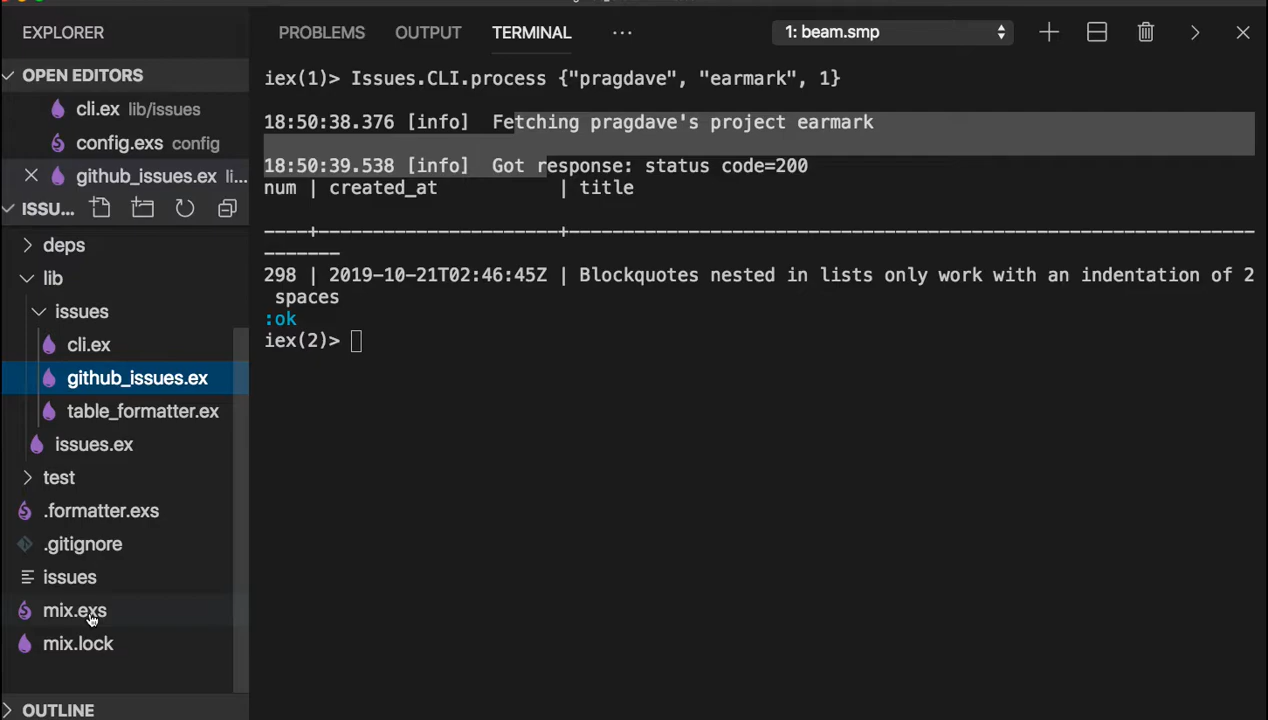 EXPLORER
OPEN EDITORS
cli.ex lib/issues
config.exs config
github_issues.ex li...
ISSU...
deps
lib
issues
cli.ex
github_issues.ex
table_formatter.ex
issues.ex
test
.formatter.exs
.gitignore
issues
mix.exs
mix.lock
OUTLINE
PROBLEMS OUTPUT TERMINAL ... 1: beam.smp
iex(1)> Issues.CLI.process {"pragdave", "earmark", 1}
18:50:38.376 [info] Fetching pragdave's project earmark
18:50:39.538 [info] Got response: status code=200
num | created_at | title
----+----------------------+---------------------------------------------------------------
-------
298 | 2019-10-21T02:46:45Z | Blockquotes nested in lists only work with an indentation of 2
spaces
:ok
iex(2)>